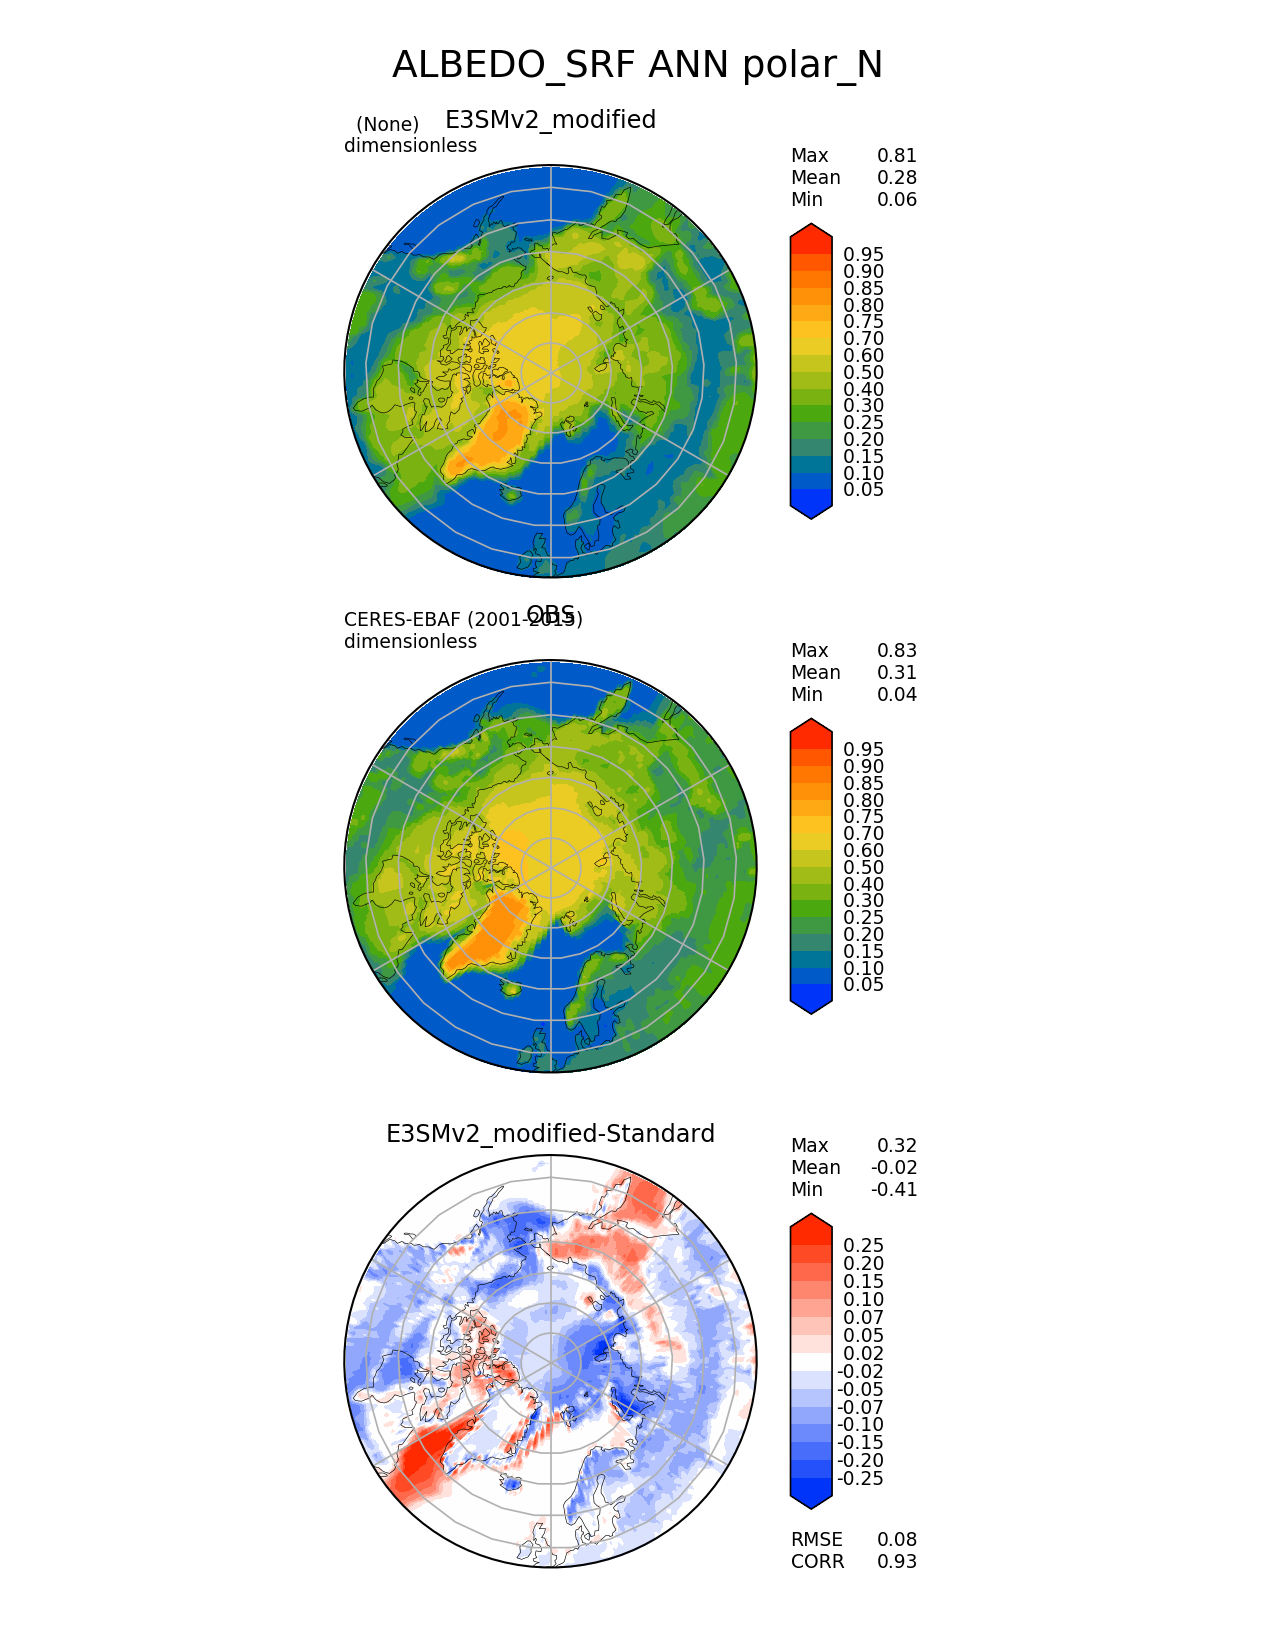 ALBEDO_SRF ANN polar_N
E3SMv2_modified
(None)
dimensionless
Max 0.81
Mean 0.28
Min 0.06
0.95
0.90
0.85
0.80
0.75
0.70
0.60
0.50
0.40
0.30
0.25
0.20
0.15
0.10
0.05
OBS
CERES-EBAF (2001-2015)
dimensionless
Max 0.83
Mean 0.31
Min 0.04
0.95
0.90
0.85
0.80
0.75
0.70
0.60
0.50
0.40
0.30
0.25
0.20
0.15
0.10
0.05
E3SMv2_modified-Standard
Max 0.32
Mean -0.02
Min -0.41
0.25
0.20
0.15
0.10
0.07
0.05
0.02
-0.02
-0.05
-0.07
-0.10
-0.15
-0.20
-0.25
RMSE 0.08
CORR 0.93